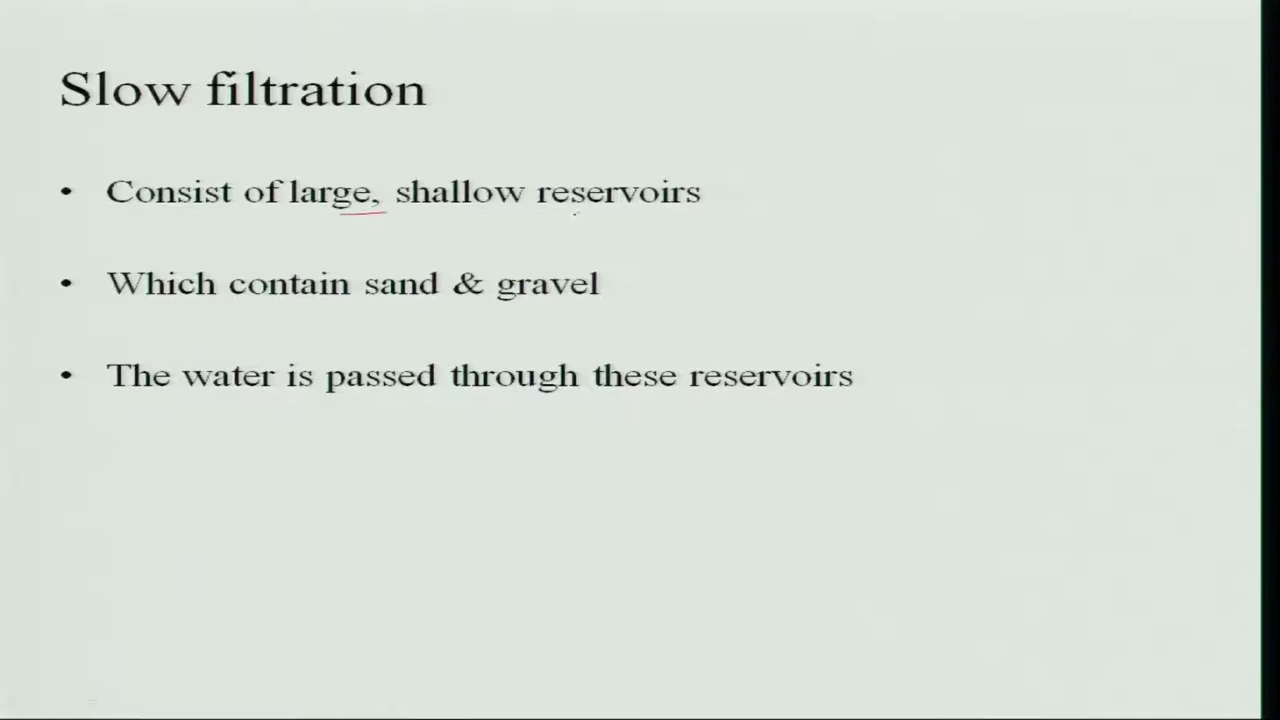 Slow filtration
• Consist of large, shallow reservoirs
• Which contain sand & gravel
• The water is passed through these reservoirs